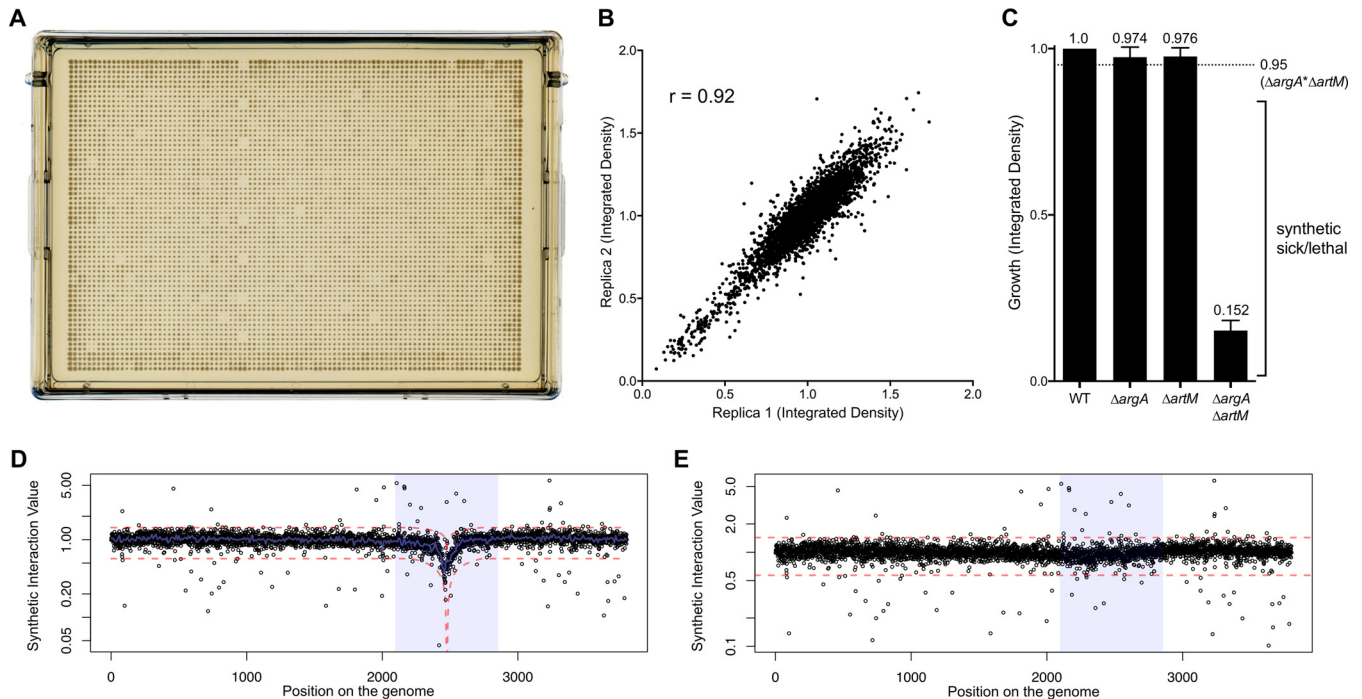 A
B
2.0
r = 0.92
1.5
1.0
0.5
0.0
Replica 2 (Integrated Density)
0.0 0.5 1.0 1.5 2.0
Replica 1 (Integrated Density)
C
1.0 0.974 0.976
1.0
0.95
(ΔargA*ΔartM)
0.5
0.0
Growth (Integrated Density)
synthetic
sick/lethal
0.152
WT ΔargA ΔartM ΔargA
ΔartM
D
Synthetic Interaction Value
5.00
1.00
0.20
0.05
0 1000 2000 3000
Position on the genome
E
Synthetic Interaction Value
5.0
2.0
1.0
0.5
0.1
0 1000 2000 3000
Position on the genome